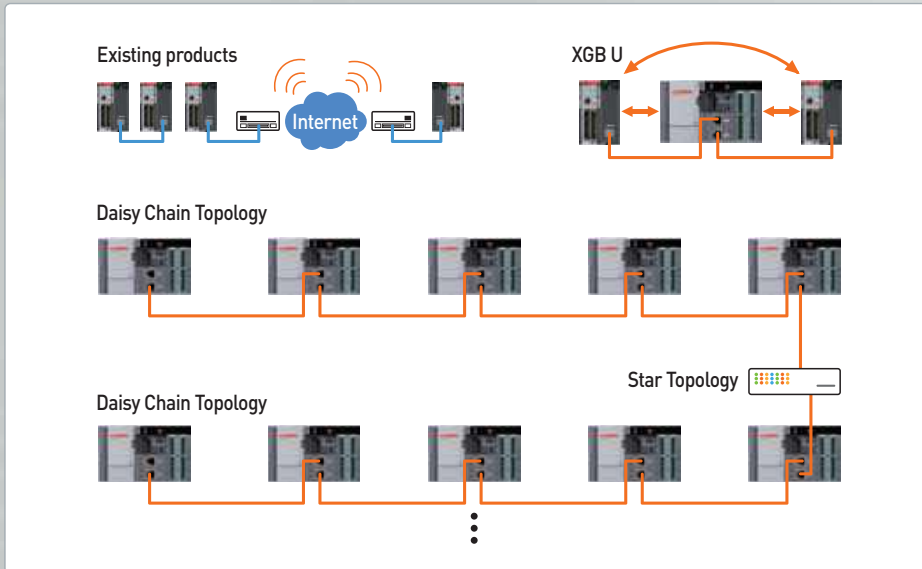 Existing products
XGB U
Internet
Daisy Chain Topology
Star Topology
Daisy Chain Topology